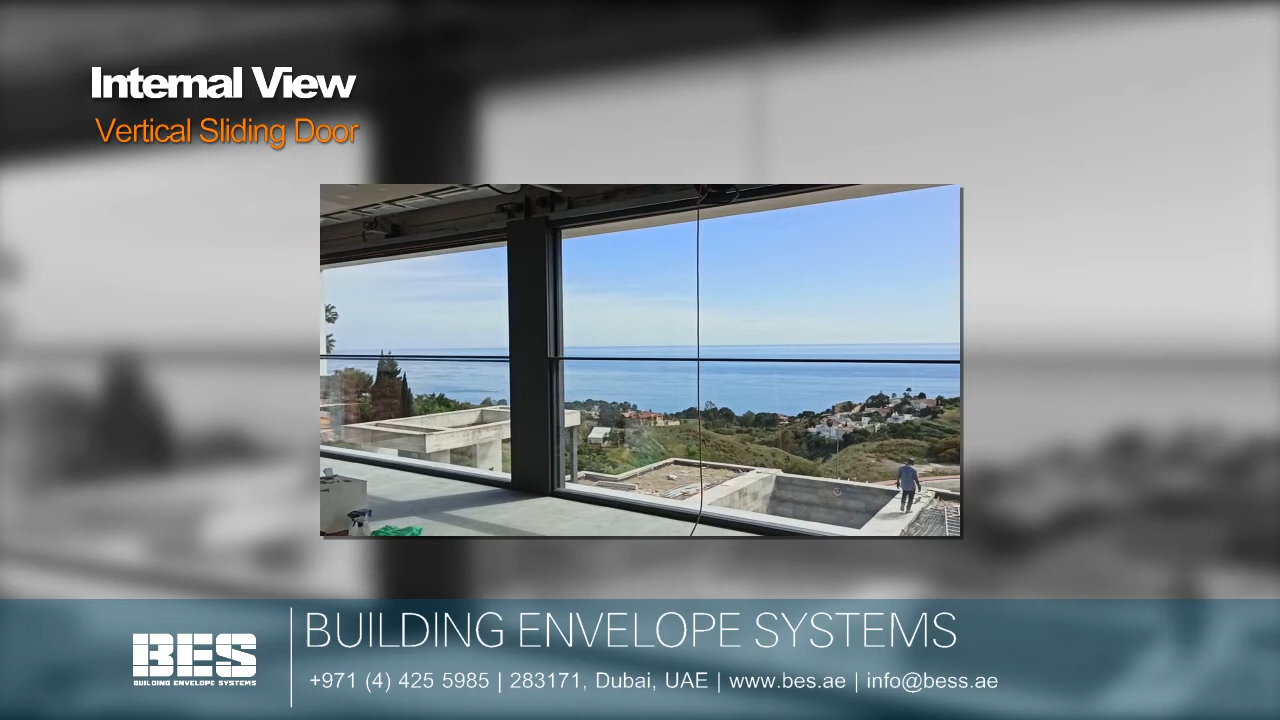 Internal View
Vertical Sliding Door
BUILDING ENVELOPE SYSTEMS
BES
BUILDING ENVELOPE SYSTEMS
+971 (4) 425 5985 | 283171, Dubai, UAE | www.bes.ae | info@bess.ae